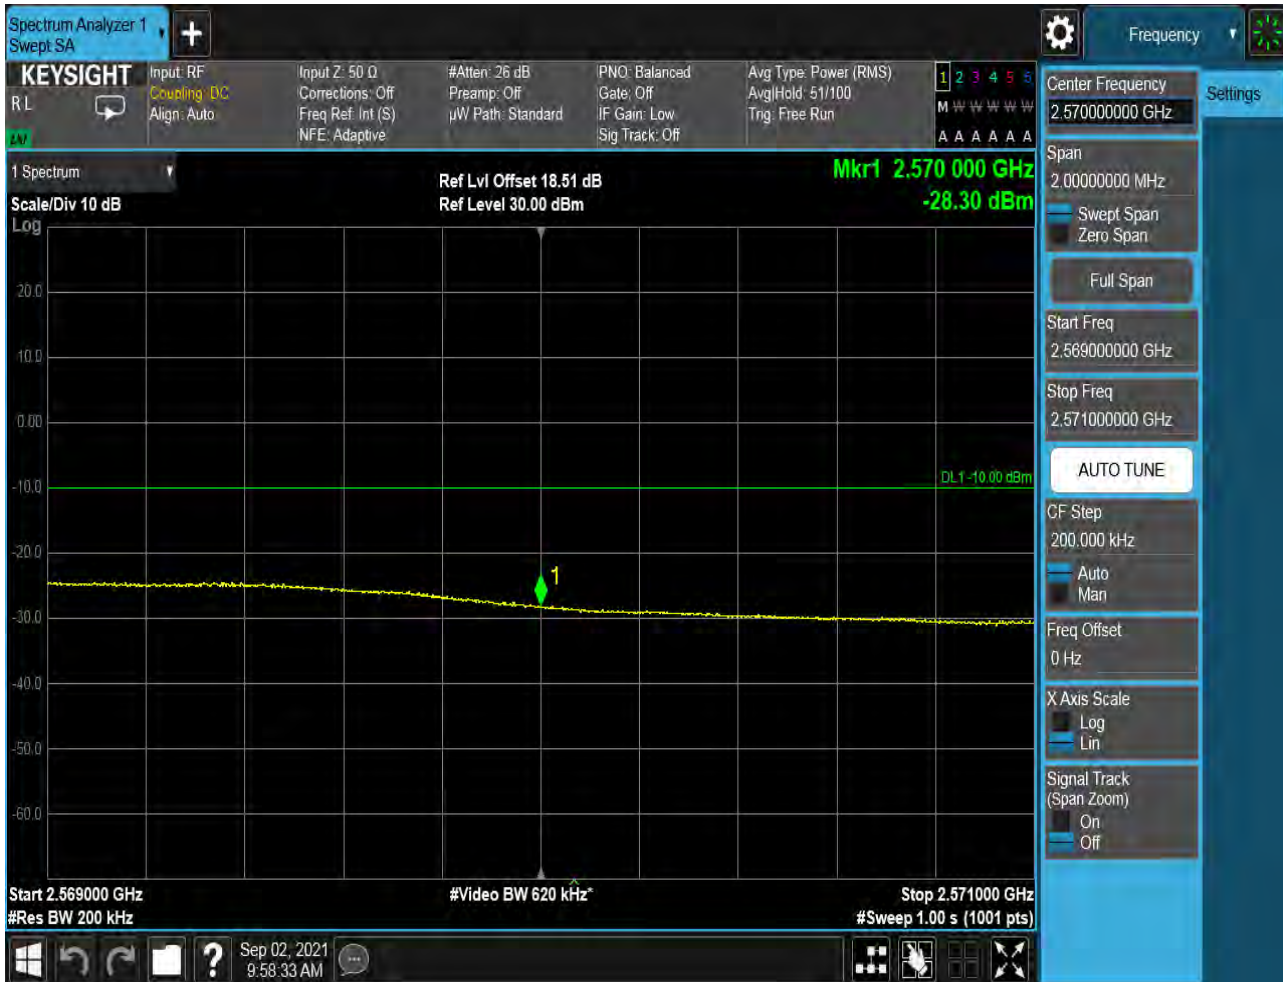 Spectrum Analyzer 1
Swept SA
Frequency
KEYSIGHT
R L
LNI
Input: RF
Coupling: DC
Align: Auto
Input Z: 50 Ω
Corrections: Off
Freq Ref: Int (S)
NFE: Adaptive
#Atten: 26 dB
Preamp: Off
µW Path: Standard
PNO: Balanced
Gate: Off
IF Gain: Low
Sig Track: Off
Avg Type: Power (RMS)
Avg|Hold: 51/100
Trig: Free Run
1 2 3 4 5 6
M W W W W W
A A A A A A
1 Spectrum
Scale/Div 10 dB
Log
Ref Lvl Offset 18.51 dB
Ref Level 30.00 dBm
Mkr1 2.570 000 GHz
-28.30 dBm
20.0
10.0
0.00
-10.0
-20.0
-30.0
-40.0
-50.0
-60.0
DL1 -10.00 dBm
1
Start 2.569000 GHz
#Res BW 200 kHz
#Video BW 620 kHz*
Stop 2.571000 GHz
#Sweep 1.00 s (1001 pts)
Sep 02, 2021
9:58:33 AM
?
Center Frequency
2.570000000 GHz
Settings
Span
2.00000000 MHz
Swept Span
Zero Span
Full Span
Start Freq
2.569000000 GHz
Stop Freq
2.571000000 GHz
AUTO TUNE
CF Step
200.000 kHz
Auto
Man
Freq Offset
0 Hz
X Axis Scale
Log
Lin
Signal Track
(Span Zoom)
On
Off